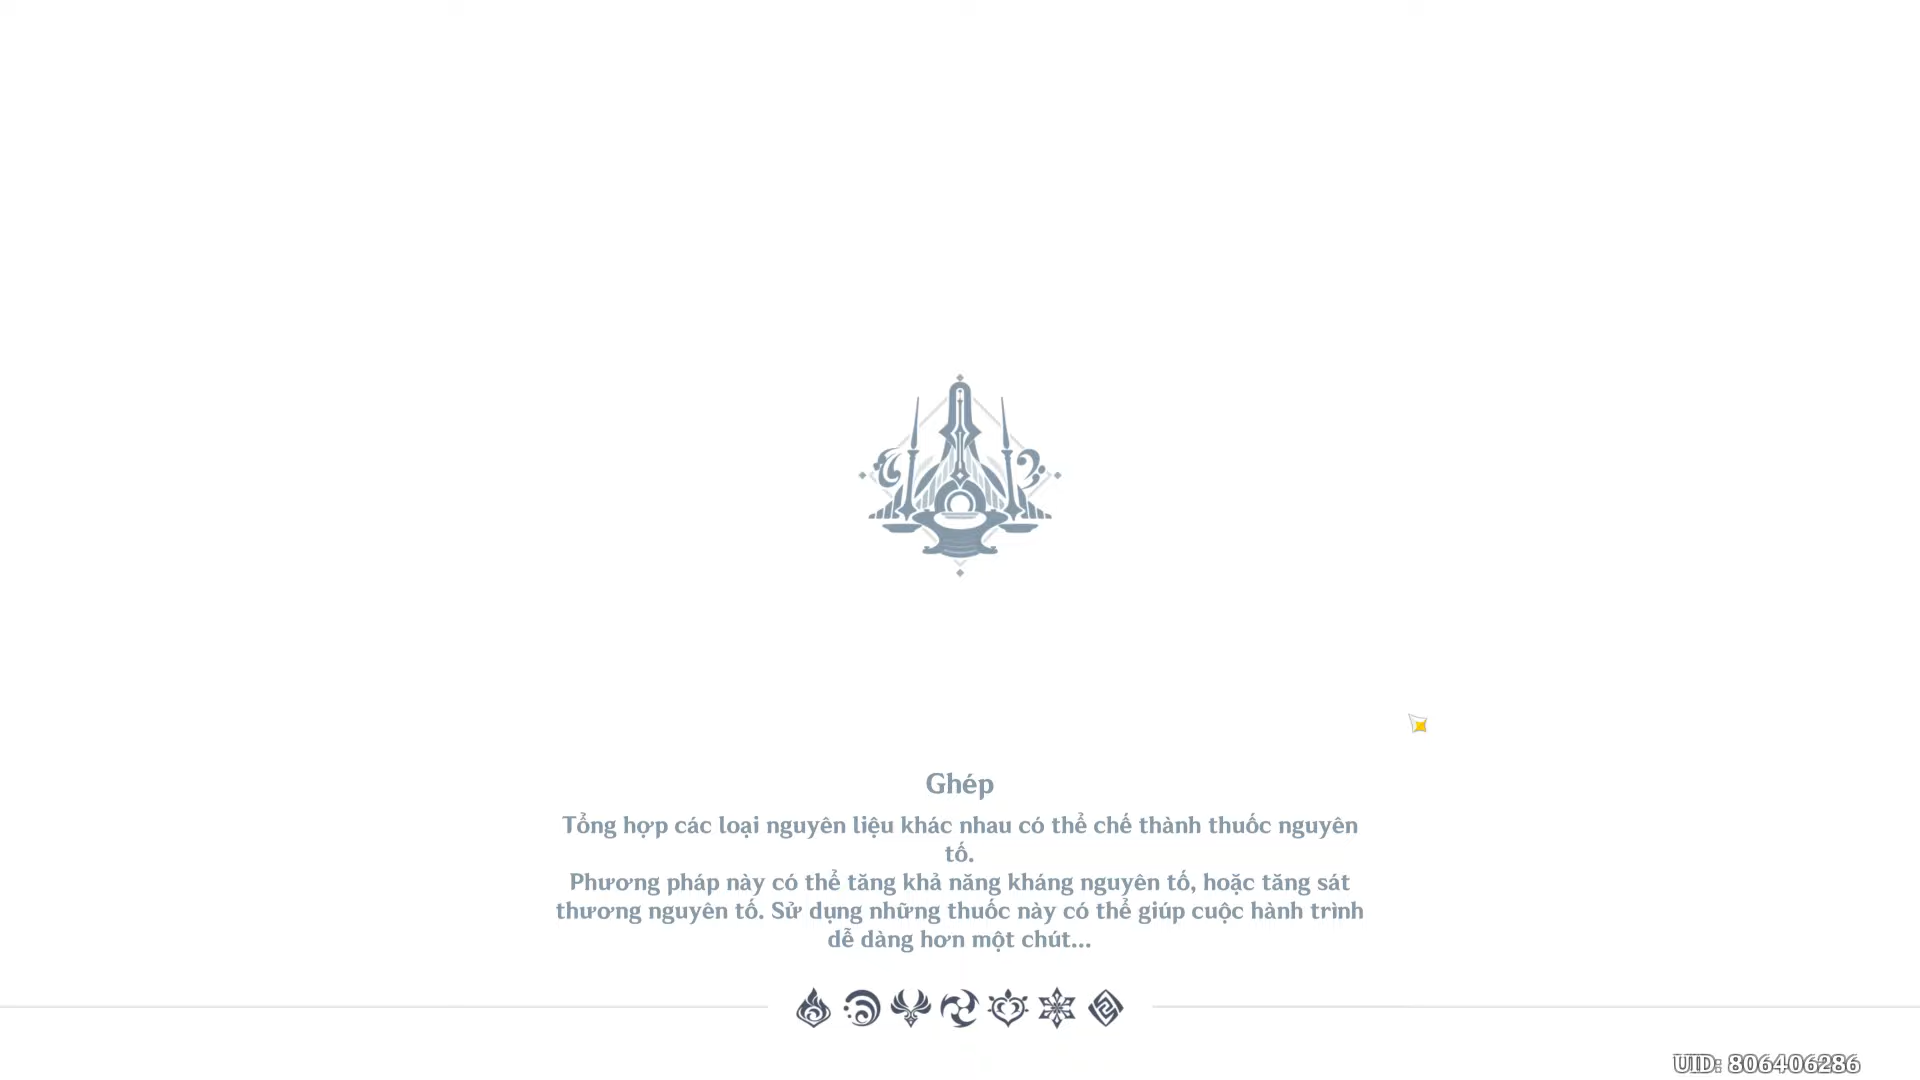 Ghép
Tổng hợp các loại nguyên liệu khác nhau có thể chế thành thuốc nguyên
tố.
Phương pháp này có thể tăng khả năng kháng nguyên tố, hoặc tăng sát
thương nguyên tố. Sử dụng những thuốc này có thể giúp cuộc hành trình
dễ dàng hơn một chút...
UID: 806406286